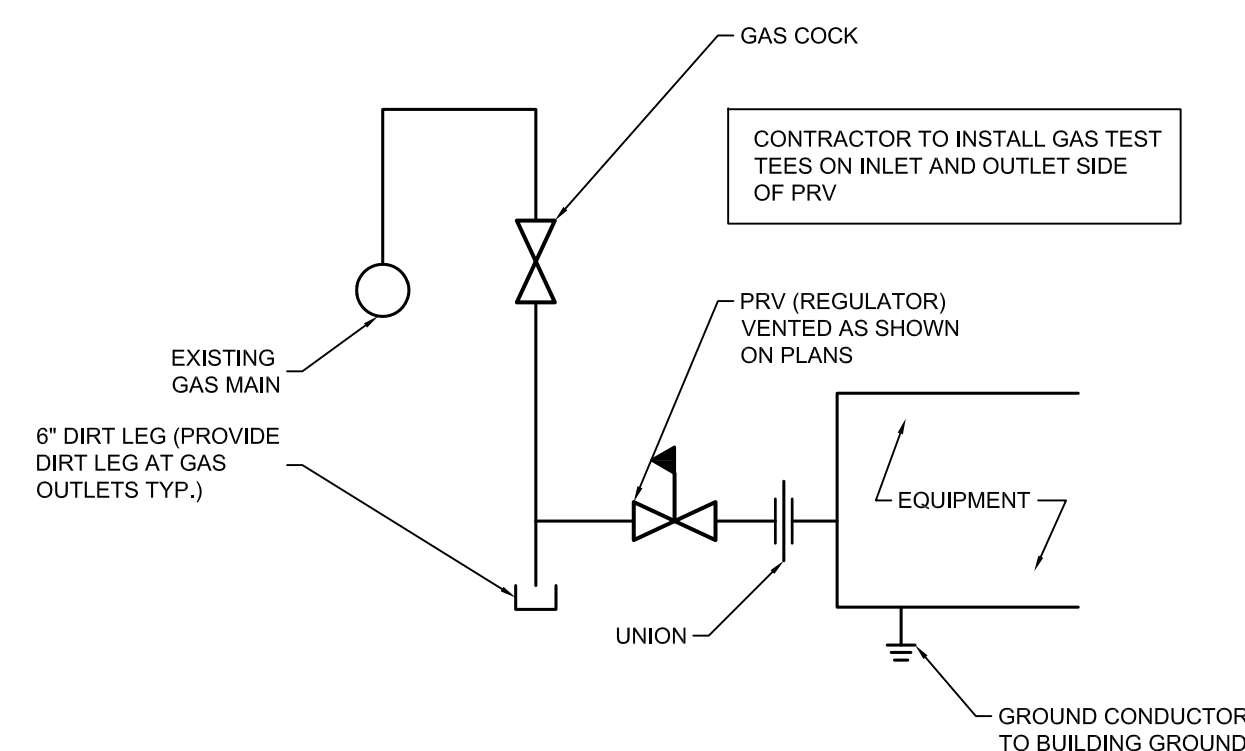 GAS COCK
CONTRACTOR TO INSTALL GAS TEST
TEES ON INLET AND OUTLET SIDE
OF PRV
PRV (REGULATOR)
VENTED AS SHOWN
ON PLANS
EXISTING
GAS MAIN
6" DIRT LEG (PROVIDE
DIRT LEG AT GAS
OUTLETS TYP.)
EQUIPMENT
UNION
GROUND CONDUCTOR
TO BUILDING GROUND